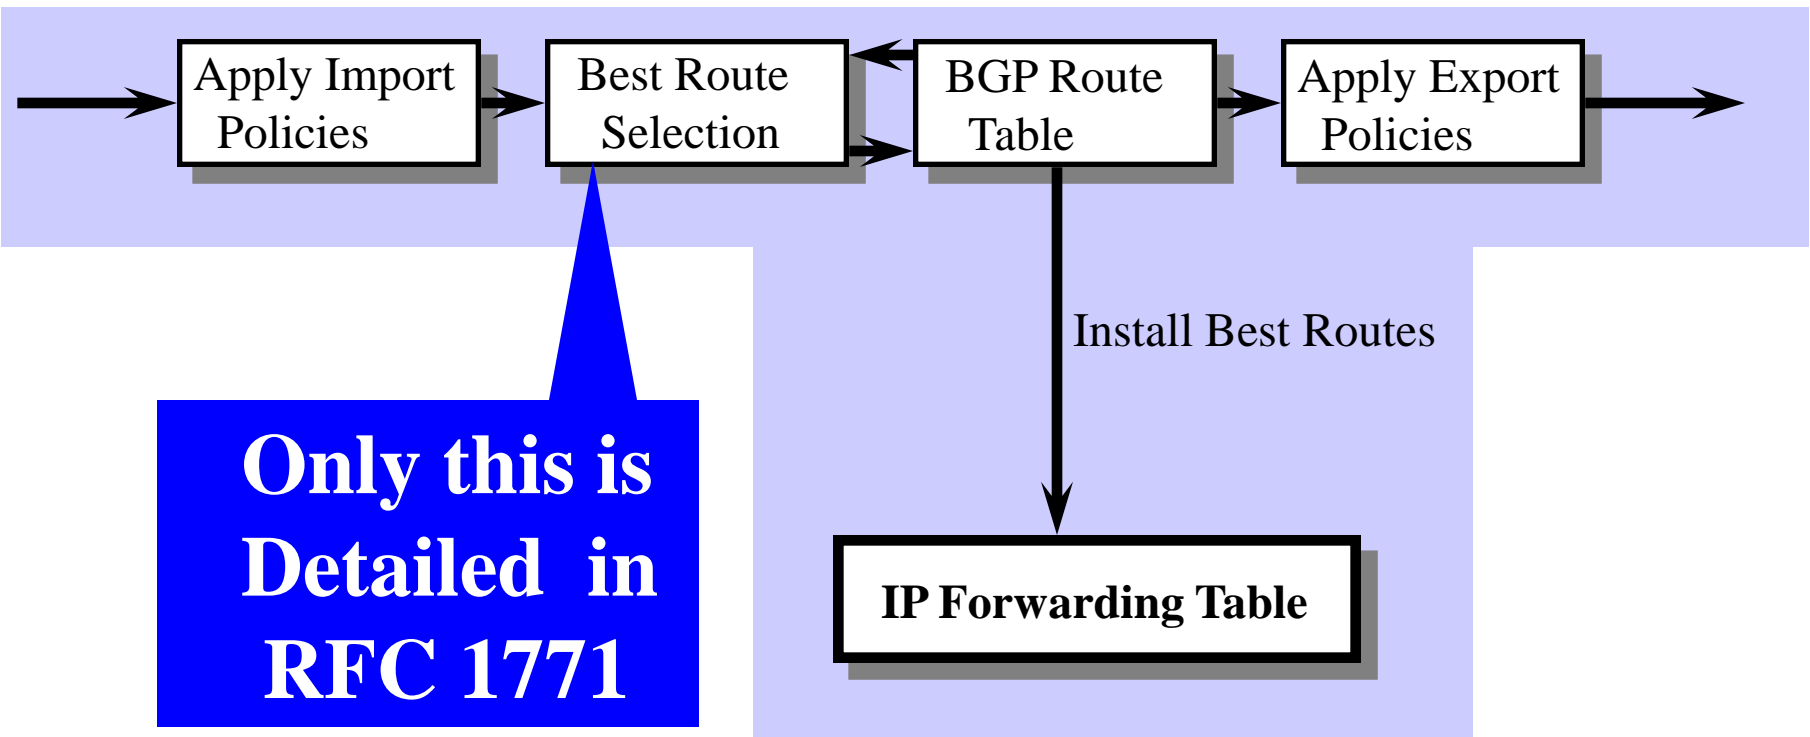 Apply Import
Policies
Best Route
Selection
BGP Route
Table
Apply Export
Policies
Install Best Routes
Only this is
Detailed in
RFC 1771
IP Forwarding Table